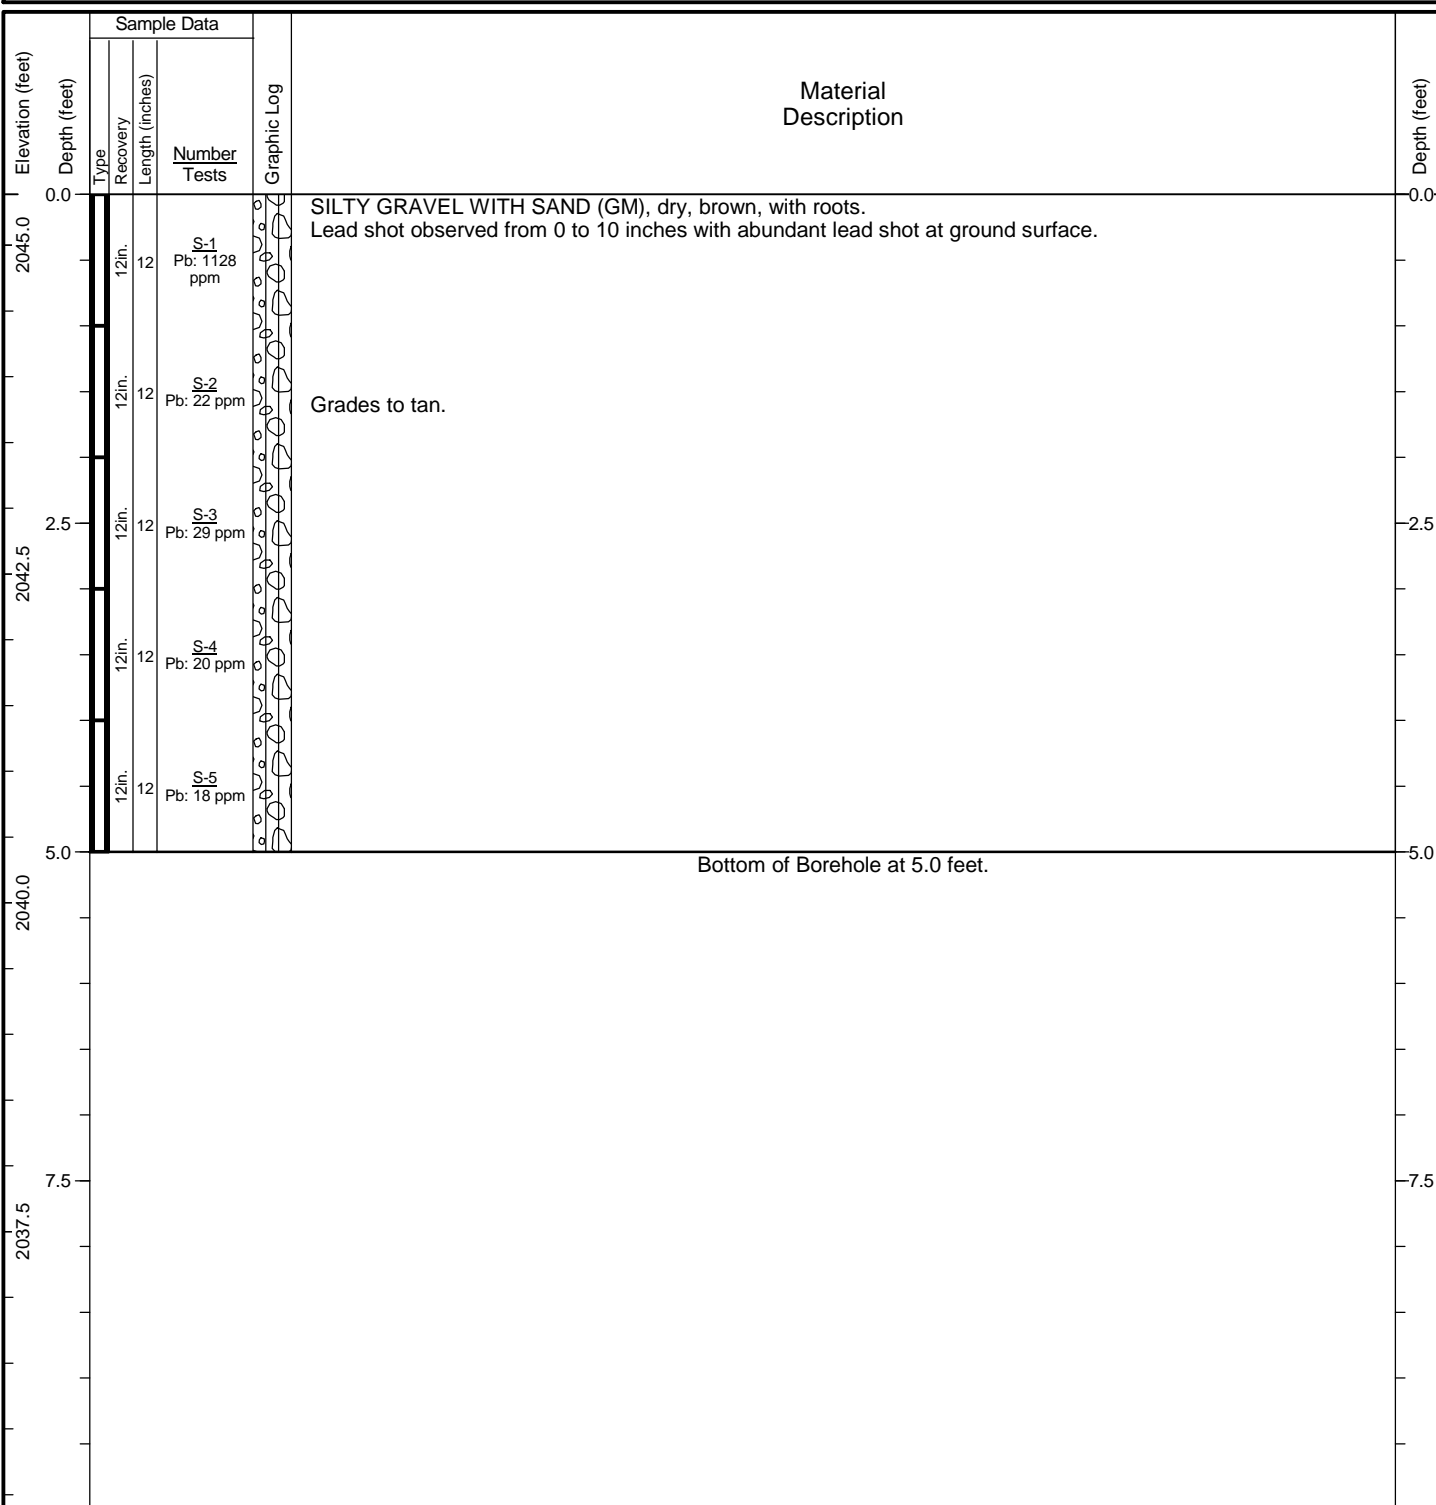 Sample Data
Elevation (feet)
Depth (feet)
Type
Recovery
Length (inches)
Number
Tests
Graphic Log
Material
Description
Depth (feet)
0.0
SILTY GRAVEL WITH SAND (GM), dry, brown, with roots.
0.0
Lead shot observed from 0 to 10 inches with abundant lead shot at ground surface.
2045.0
12in.
12
S-1
Pb: 1128
ppm
12in.
12
S-2
Pb: 22 ppm
Grades to tan.
2.5
12in.
12
S-3
Pb: 29 ppm
2.5
2042.5
12in.
12
S-4
Pb: 20 ppm
12in.
12
S-5
Pb: 18 ppm
5.0
Bottom of Borehole at 5.0 feet.
5.0
2040.0
7.5
7.5
2037.5